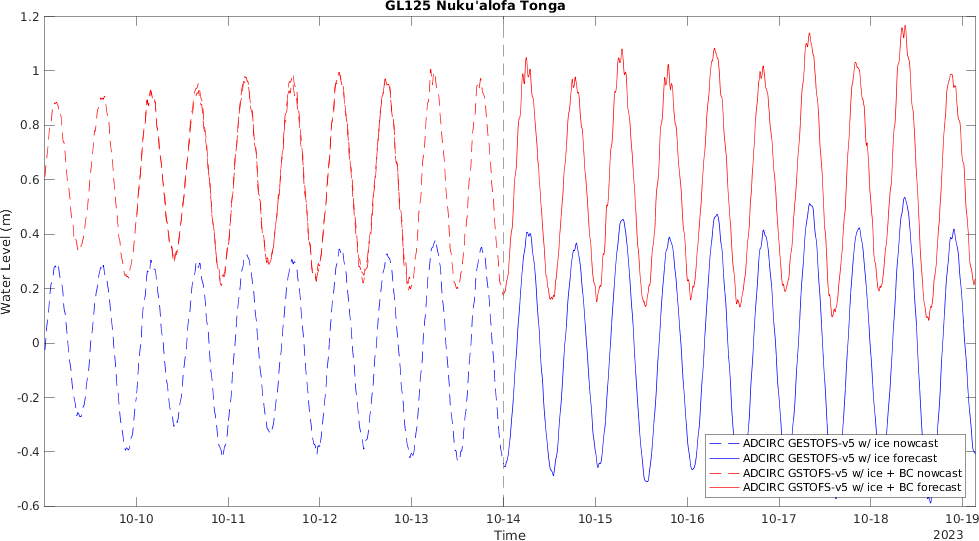 GL125 Nuku'alofa Tonga
1.2
1
0.8
0.6
0.4
0.2
0
-0.2
-0.4
-0.6
Water Level (m)
10-10 10-11 10-12 10-13 10-14 10-15 10-16 10-17 10-18 10-19
Time
2023
ADCIRC GESTOFS-v5 w/ ice nowcast
ADCIRC GESTOFS-v5 w/ ice forecast
ADCIRC GSTOFS-v5 w/ ice + BC nowcast
ADCIRC GSTOFS-v5 w/ ice + BC forecast